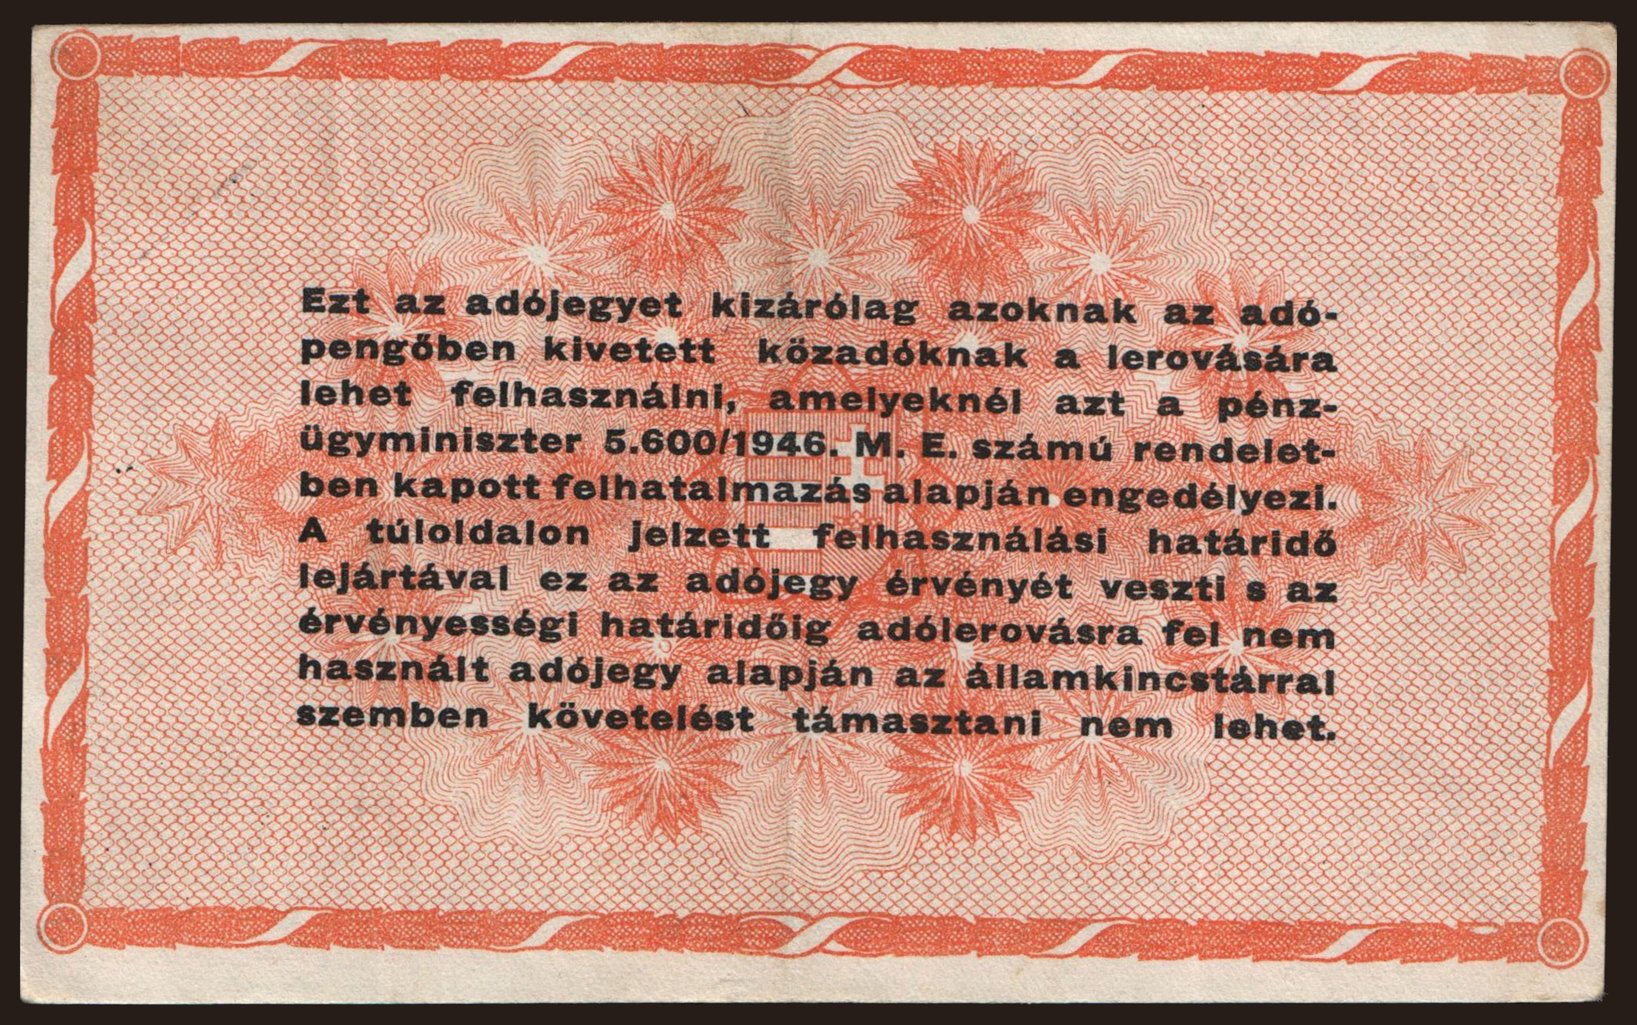 Ezt az adójegyet kizárólag azoknak az adó-
pengőben kivetett közadóknak a lerovására
lehet felhasználni, amelyeknél azt a pénz-
ügyminiszter 5.600/1946. M. E. számú rendelet-
ben kapott felhatalmazás alapján engedélyezi.
A túloldalon jelzett felhasználási határidő
lejártával ez az adójegy érvényét veszti s az
érvényességi határidőig adólerovásra fel nem
használt adójegy alapján az államkincstárral
szemben követelést támasztani nem lehet.